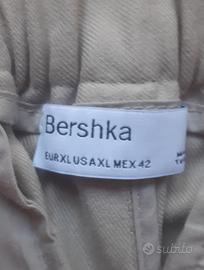 Bershka
EUR XL USA XL MEX 42
subito